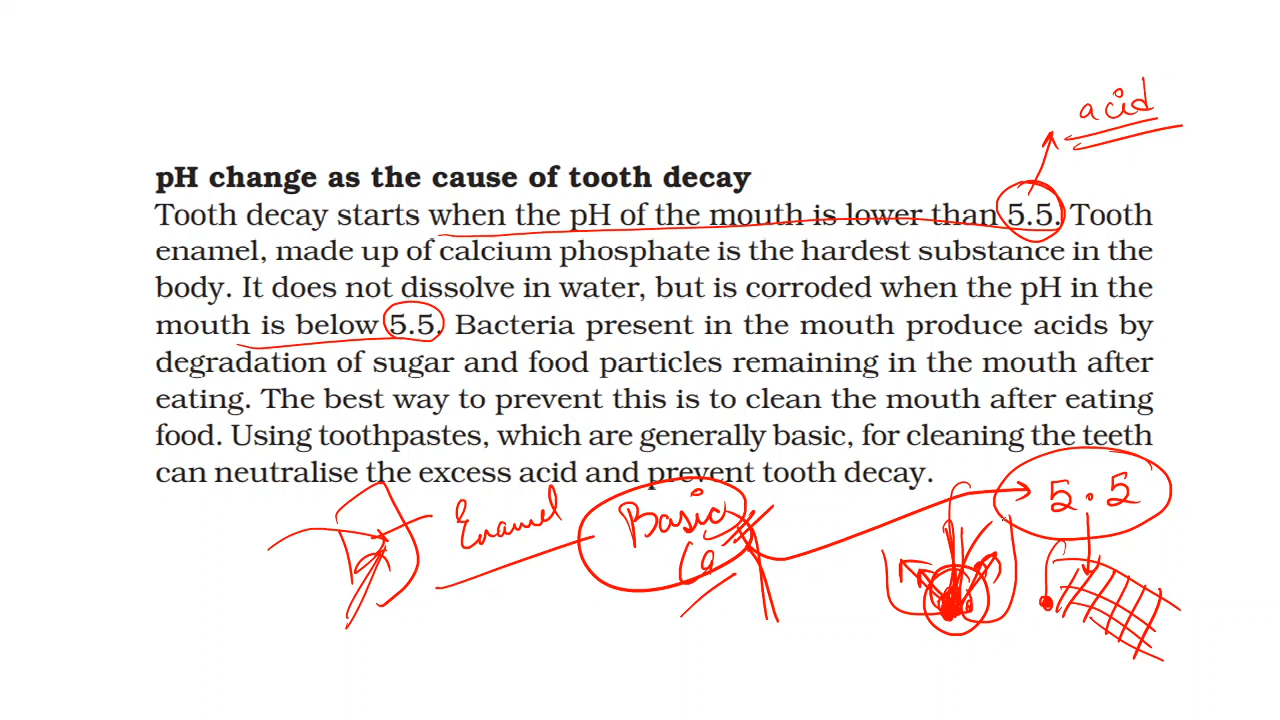 acid
pH change as the cause of tooth decay
Tooth decay starts when the pH of the mouth is lower than 5.5. Tooth
enamel, made up of calcium phosphate is the hardest substance in the
body. It does not dissolve in water, but is corroded when the pH in the
mouth is below 5.5. Bacteria present in the mouth produce acids by
degradation of sugar and food particles remaining in the mouth after
eating. The best way to prevent this is to clean the mouth after eating
food. Using toothpastes, which are generally basic, for cleaning the teeth
can neutralise the excess acid and prevent tooth decay.
Enamel Basic 5.5